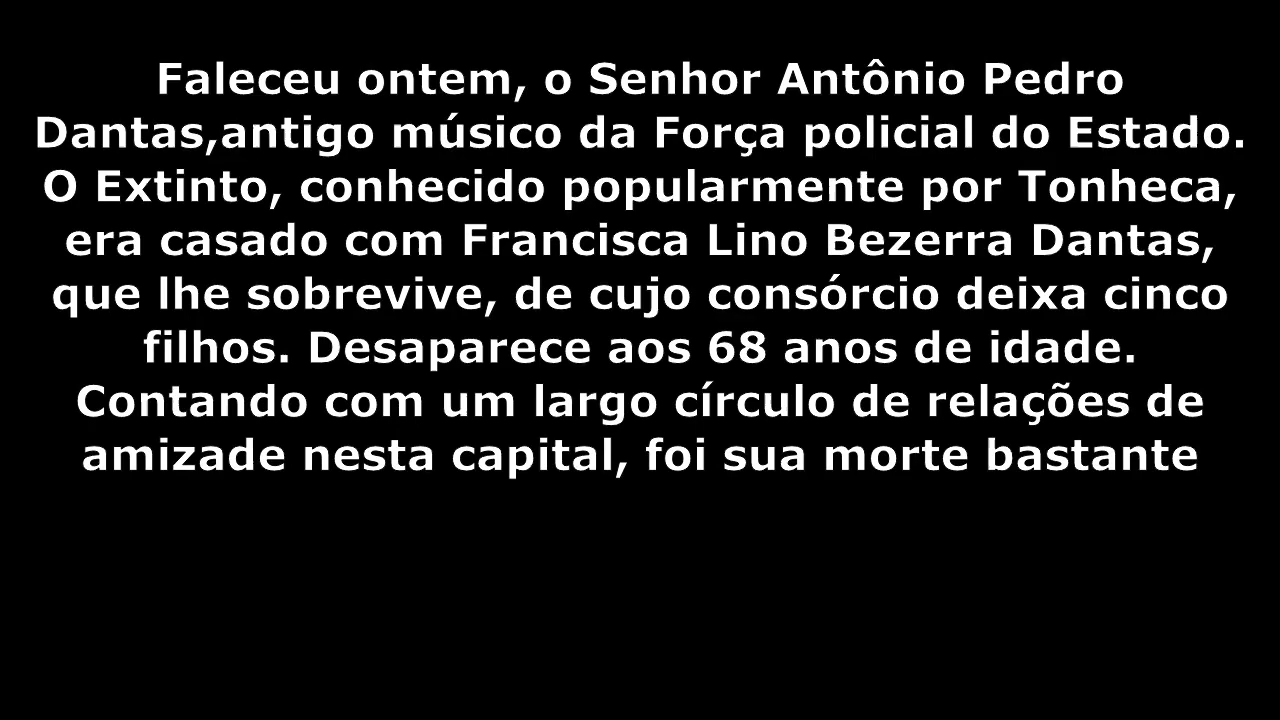 Faleceu ontem, o Senhor Antônio Pedro
Dantas,antigo músico da Força policial do Estado.
O Extinto, conhecido popularmente por Tonheca,
era casado com Francisca Lino Bezerra Dantas,
que lhe sobrevive, de cujo consórcio deixa cinco
filhos. Desaparece aos 68 anos de idade.
Contando com um largo círculo de relações de
amizade nesta capital, foi sua morte bastante